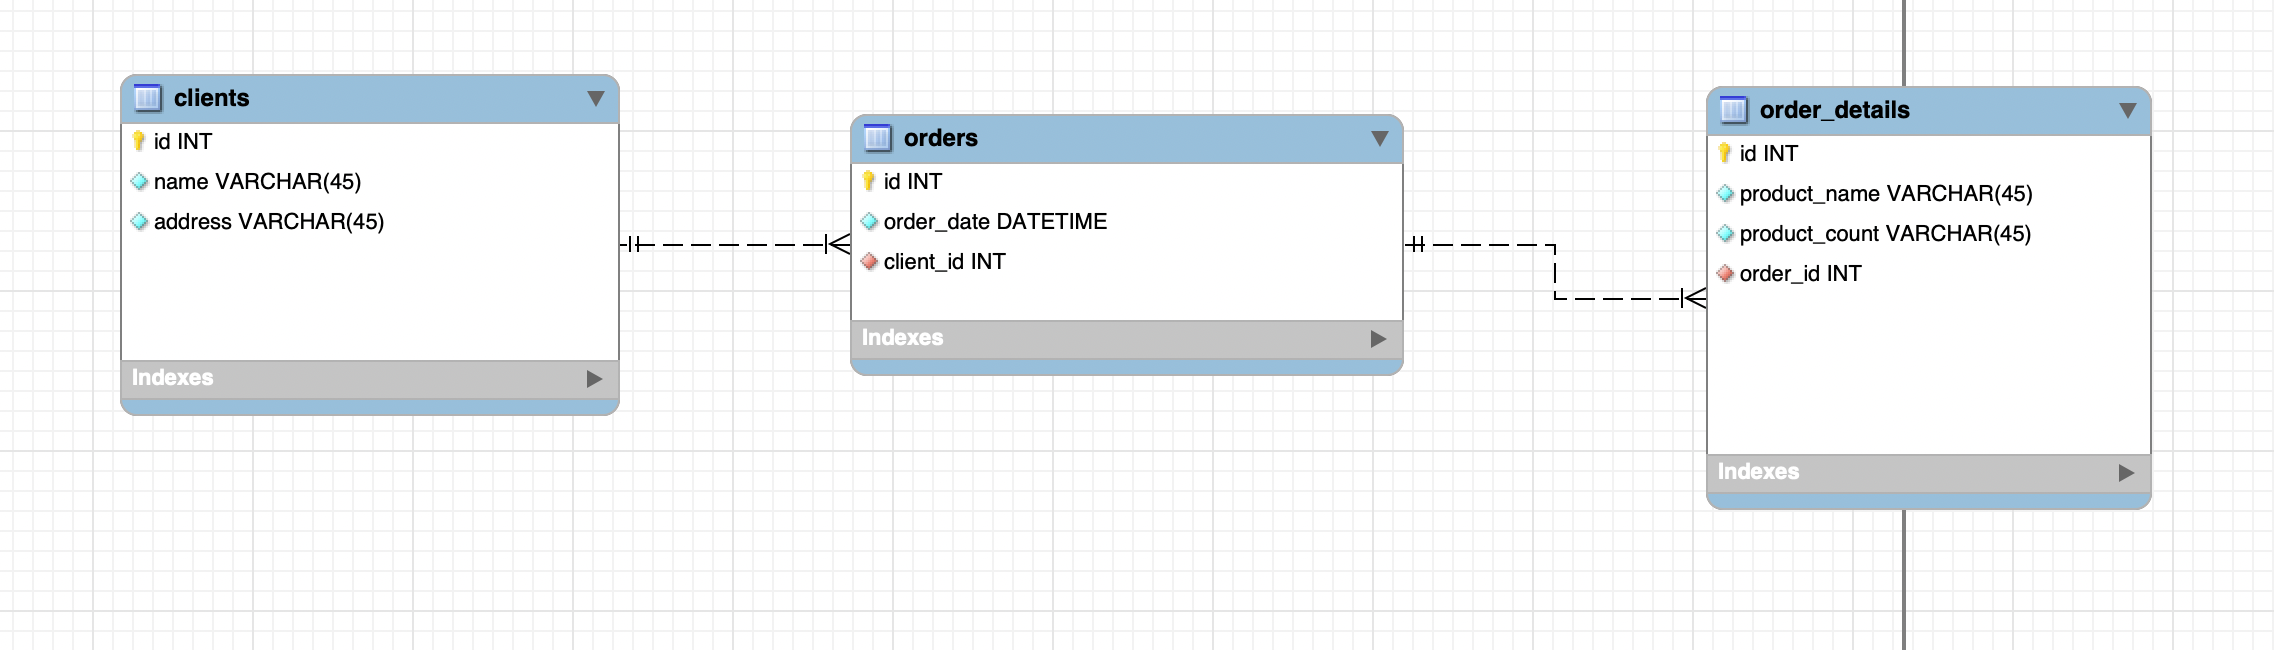 clients
id INT
name VARCHAR(45)
address VARCHAR(45)
Indexes
orders
id INT
order_date DATETIME
client_id INT
Indexes
order_details
id INT
product_name VARCHAR(45)
product_count VARCHAR(45)
order_id INT
Indexes